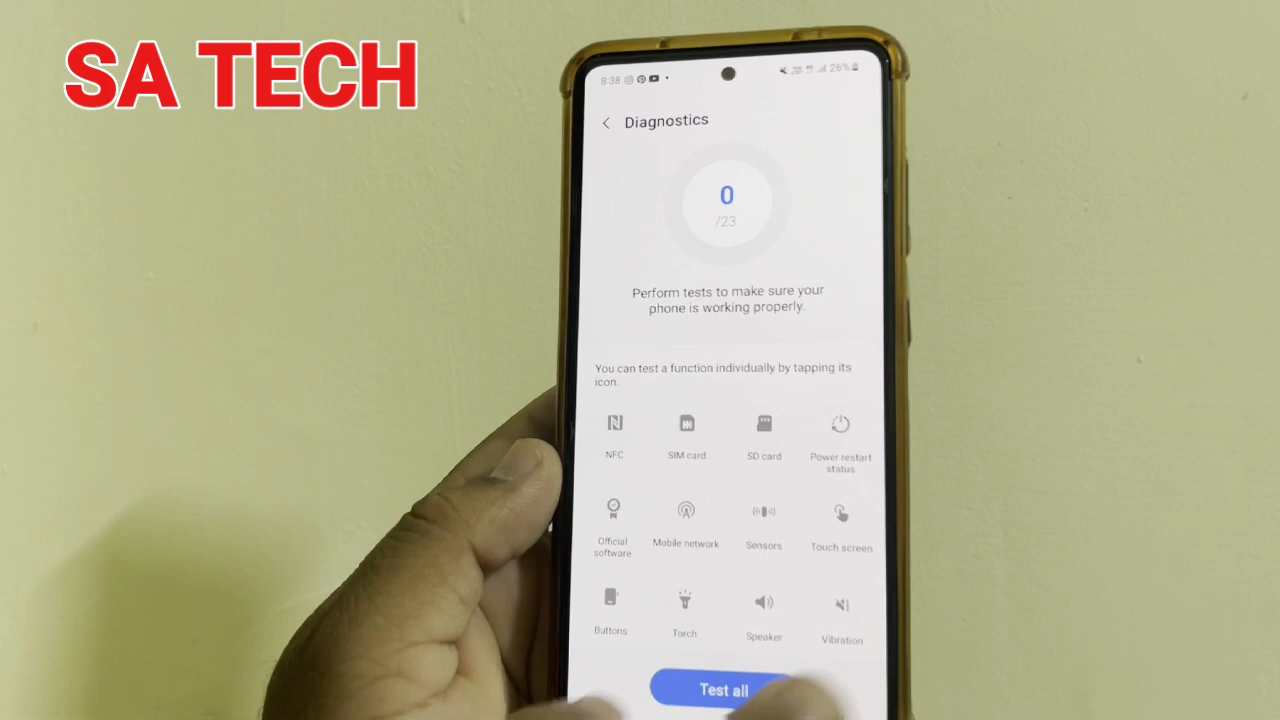 SA TECH
8:38 26%
Diagnostics
0
/23
Perform tests to make sure your
phone is working properly.
You can test a function individually by tapping its
icon.
NFC SIM card SD card Power restart
status
Official
software Mobile network Sensors Touch screen
Buttons Torch Speaker Vibration
Test all